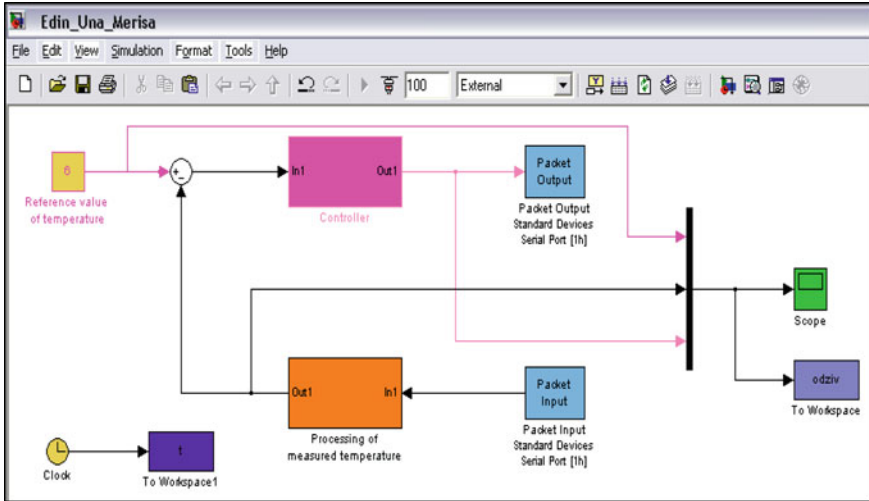 Edin_Una_Merisa
File Edit View Simulation Format Tools Help
100 External
6
Reference value
of temperature
+
-
In1 Out1
Controller
Packet
Output
Packet Output
Standard Devices
Serial Port [1h]
Scope
odziv
To Workspace
Out1 In1
Processing of
measured temperature
Packet
Input
Packet Input
Standard Devices
Serial Port [1h]
Clock
t
To Workspace1